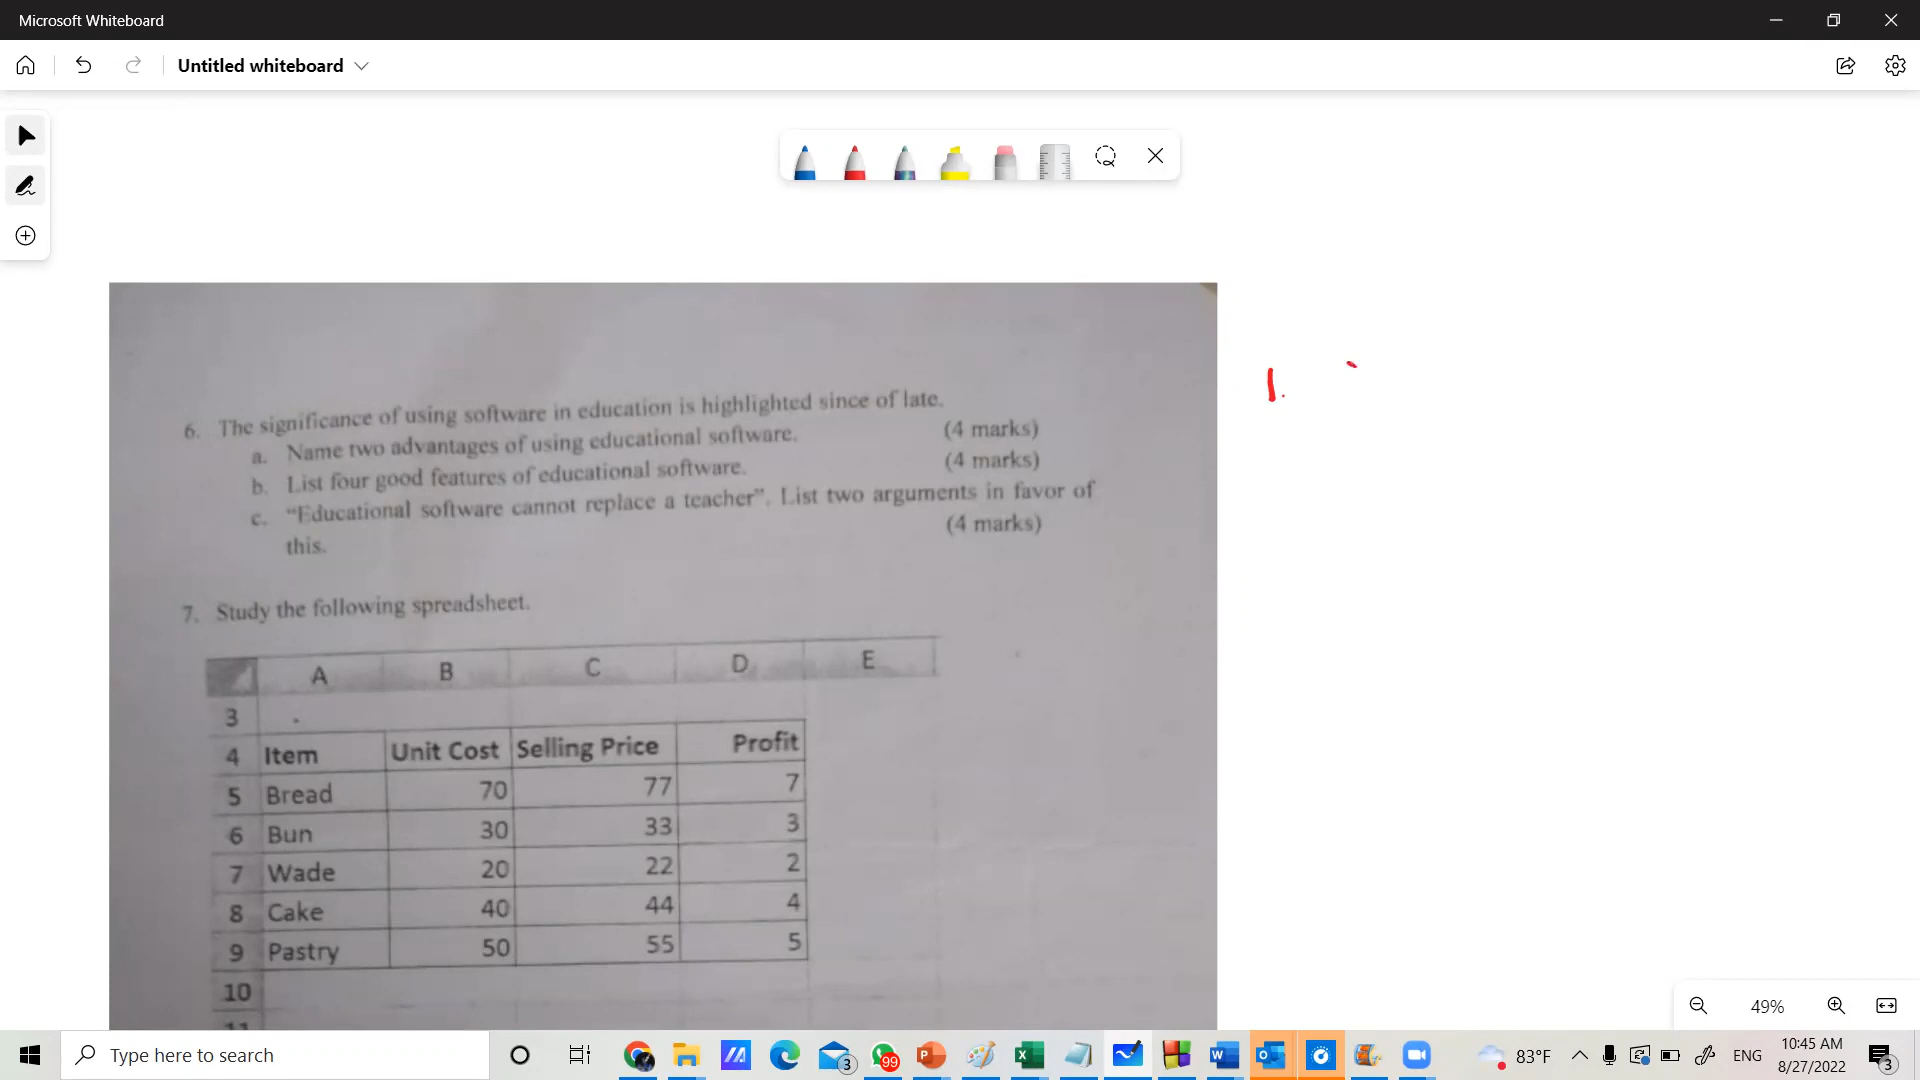 Microsoft Whiteboard
Untitled whiteboard
6. The significance of using software in education is highlighted since of late.
a. Name two advantages of using educational software. (4 marks)
b. List four good features of educational software. (4 marks)
c. “Educational software cannot replace a teacher”. List two arguments in favor of
this. (4 marks)
7. Study the following spreadsheet.
A B C D E
3
4 Item Unit Cost Selling Price Profit
5 Bread 70 77 7
6 Bun 30 33 3
7 Wade 20 22 2
8 Cake 40 44 4
9 Pastry 50 55 5
10
11
1.
49%
Type here to search
3
99
83°F
ENG
10:45 AM
8/27/2022
3